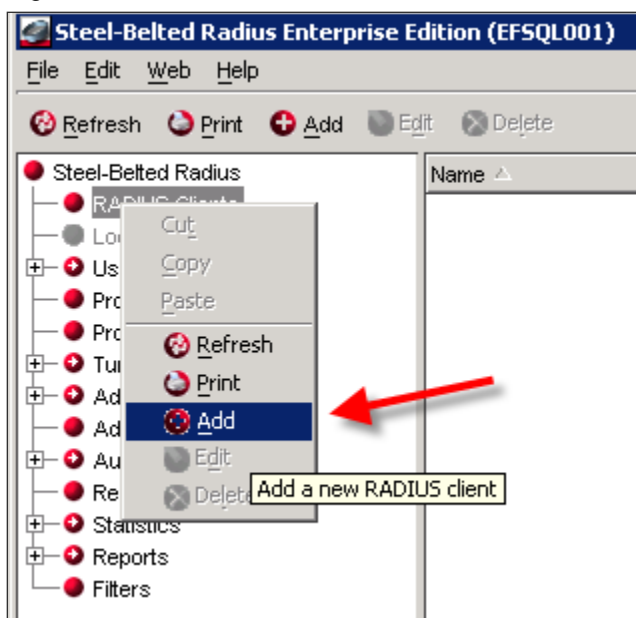 Steel-Belted Radius Enterprise Edition (EFSQL001)
File Edit Web Help
Refresh Print Add Edit Delete
Steel-Belted Radius
Name
RADIUS Clients
Cut
Copy
Paste
Refresh
Print
Add
Edit
Delete
Add a new RADIUS client
Statistics
Reports
Filters